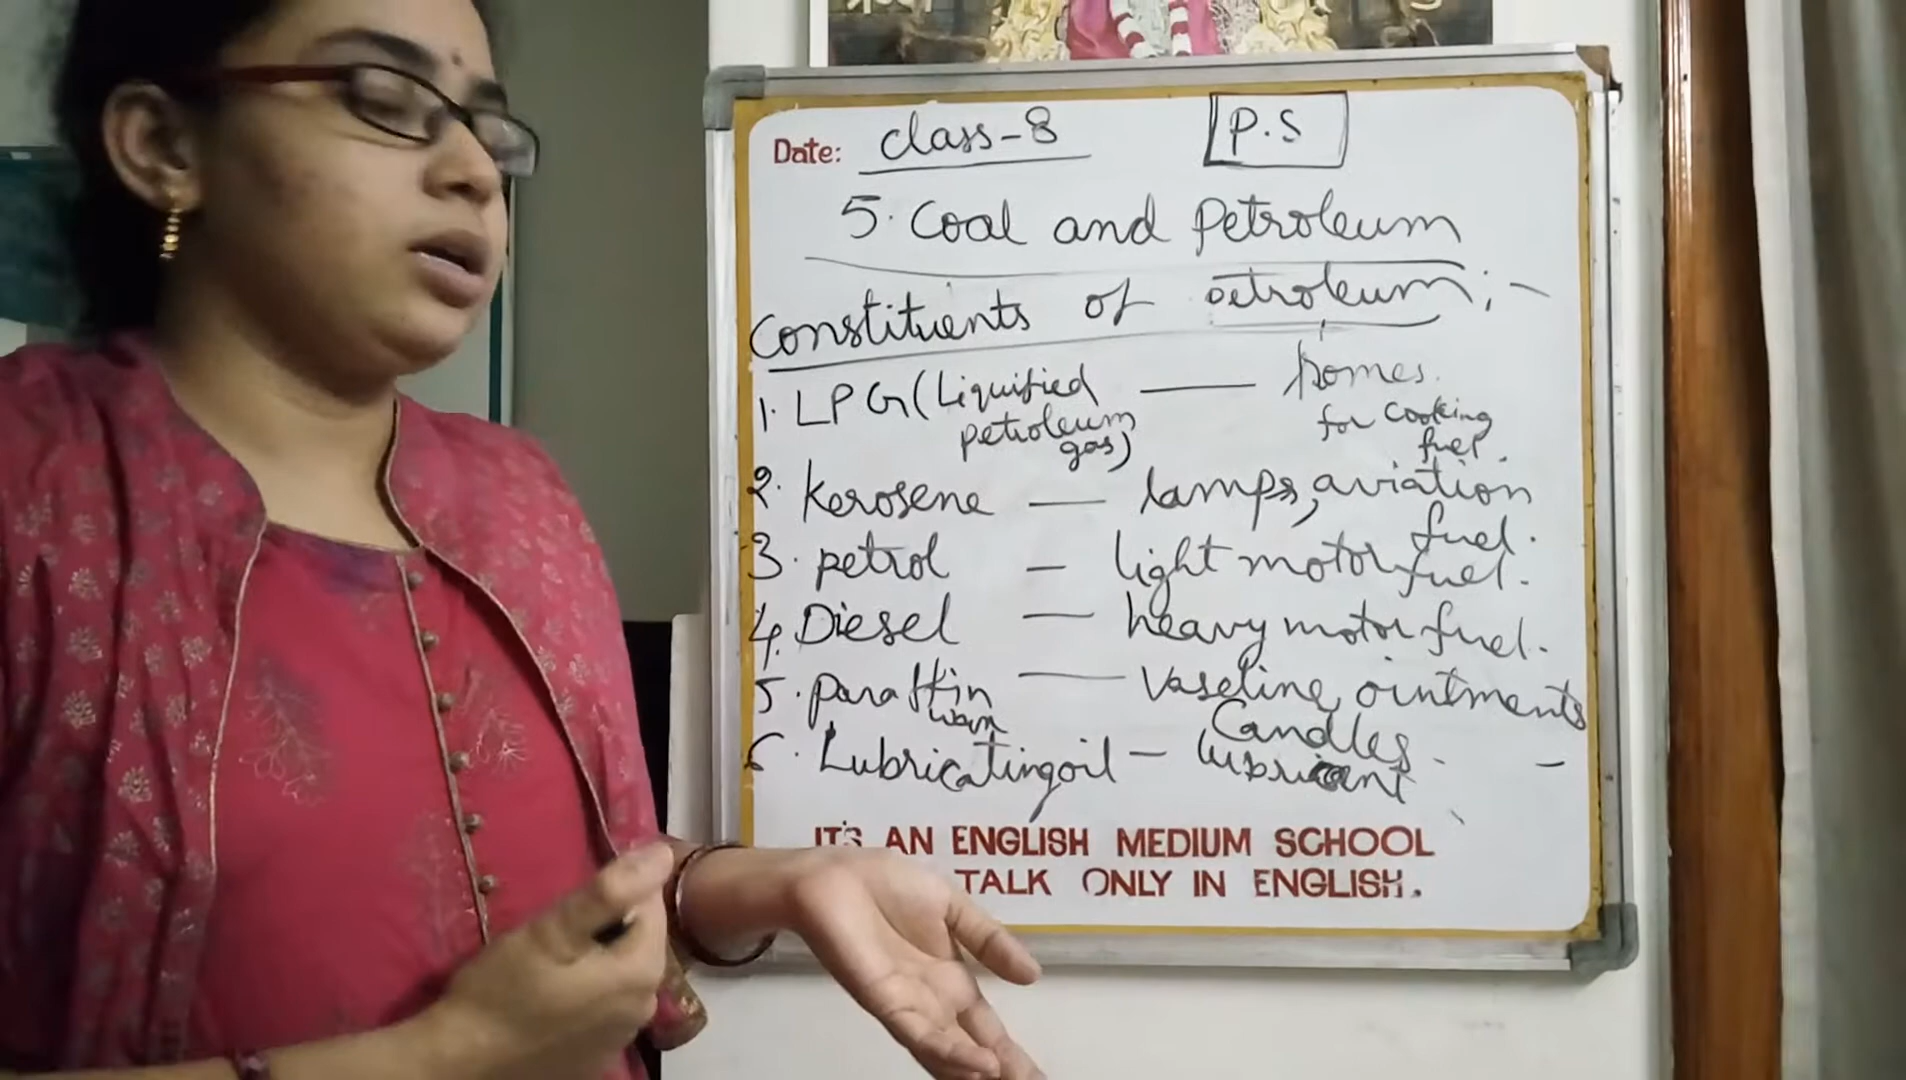 Date: class-8 P.S
5. Coal and Petroleum
Constituents of petroleum ; -
1. LPG (Liquified — homes.
petroleum for cooking
gas) fuel.
2. Kerosene — lamps, aviation
fuel.
3. petrol — light motor fuel.
4. Diesel — heavy motor fuel.
5. paraffin — Vaseline, ointments
wax Candles.
6. Lubricating oil — lubricant -
IT'S AN ENGLISH MEDIUM SCHOOL
TALK ONLY IN ENGLISH.